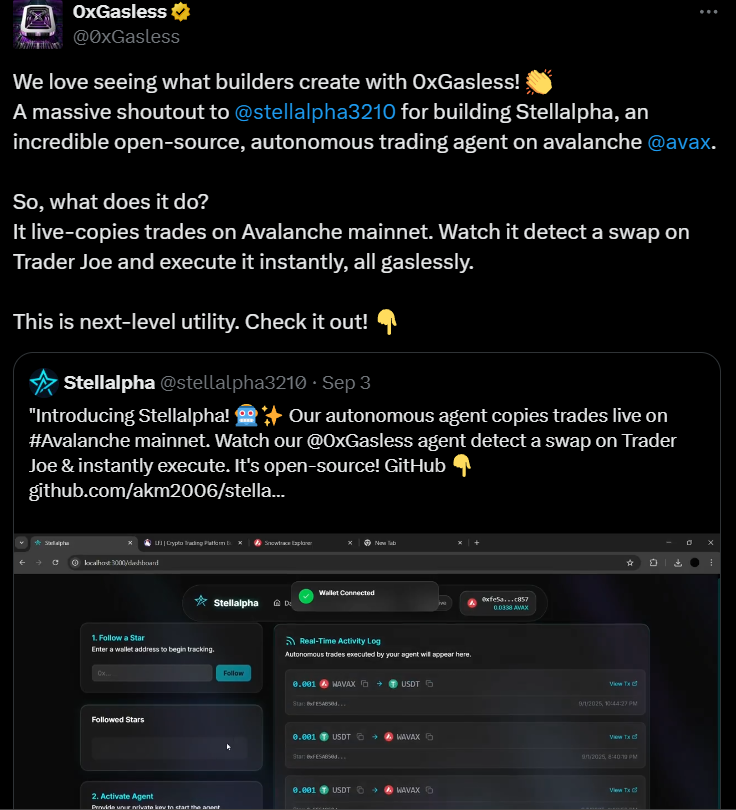 0xGasless
@0xGasless
We love seeing what builders create with 0xGasless! 👏
A massive shoutout to @stellalpha3210 for building Stellalpha, an
incredible open-source, autonomous trading agent on avalanche @avax.
So, what does it do?
It live-copies trades on Avalanche mainnet. Watch it detect a swap on
Trader Joe and execute it instantly, all gaslessly.
This is next-level utility. Check it out! 👇
Stellalpha @stellalpha3210 · Sep 3
"Introducing Stellalpha! 🤖✨ Our autonomous agent copies trades live on
#Avalanche mainnet. Watch our @0xGasless agent detect a swap on Trader
Joe & instantly execute. It's open-source! GitHub 👇
github.com/akm2006/stella...
Stellalpha
| Crypto Trading Platform
Snowtrace Explorer
New Tab
localhost:3000/dashboard
Stellalpha
Wallet Connected
0xfe5a...c857
0.0338 AVAX
1. Follow a Star
Enter a wallet address to begin tracking.
0x...
Follow
Followed Stars
2. Activate Agent
Provide your private key to start the agent
Real-Time Activity Log
Autonomous trades executed by your agent will appear here.
0.001 WAVAX → USDT
View Tx
Star:
9/1/2025, 10:44:27 PM
0.001 USDT → WAVAX
View Tx
Star:
9/1/2025, 8:40:19 PM
0.001 USDT → WAVAX
View Tx